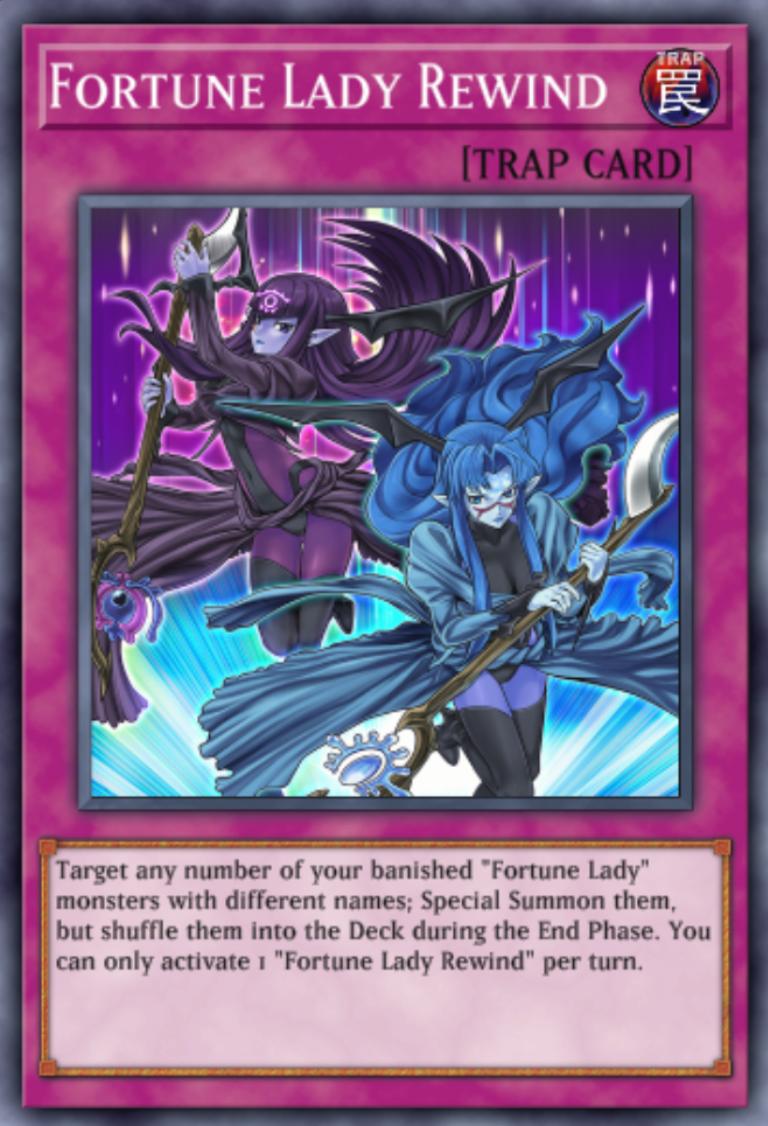 Fortune Lady Rewind
TRAP
罠
[TRAP CARD]
Target any number of your banished "Fortune Lady"
monsters with different names; Special Summon them,
but shuffle them into the Deck during the End Phase. You
can only activate 1 "Fortune Lady Rewind" per turn.